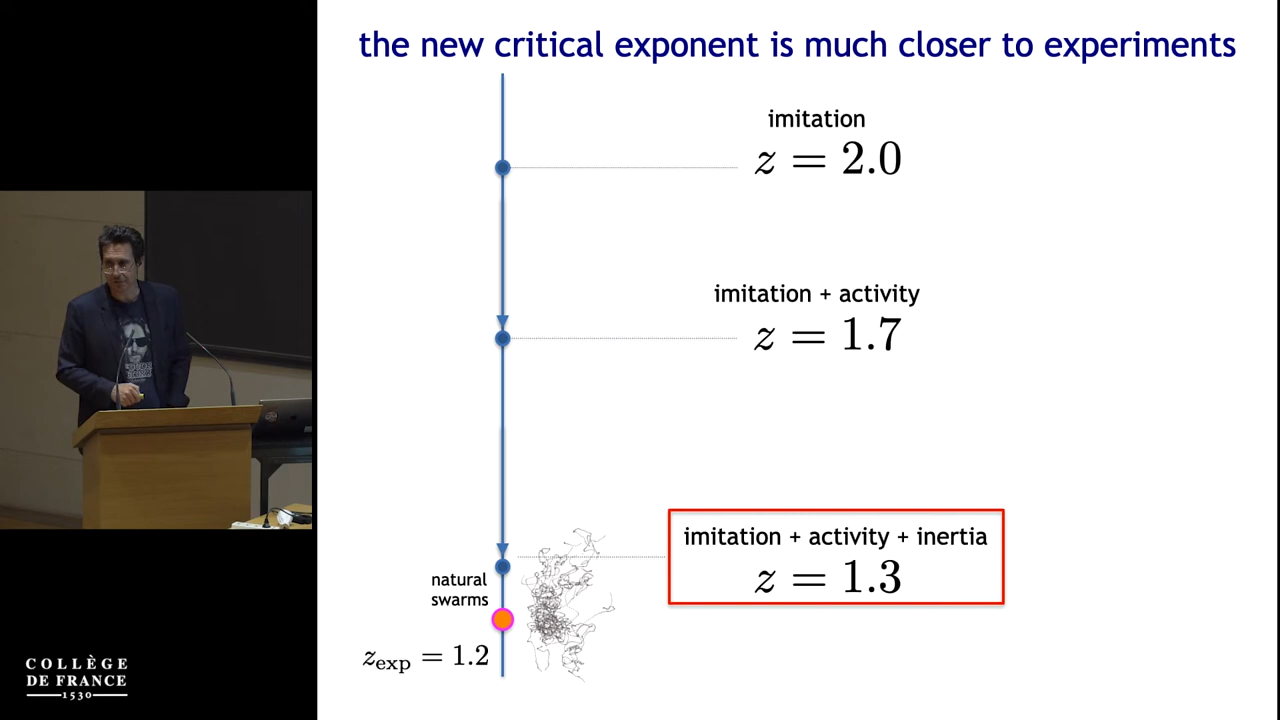 the new critical exponent is much closer to experiments
imitation
z = 2.0
imitation + activity
z = 1.7
imitation + activity + inertia
z = 1.3
natural
swarms
z_exp = 1.2
COLLÈGE
DE FRANCE
1530